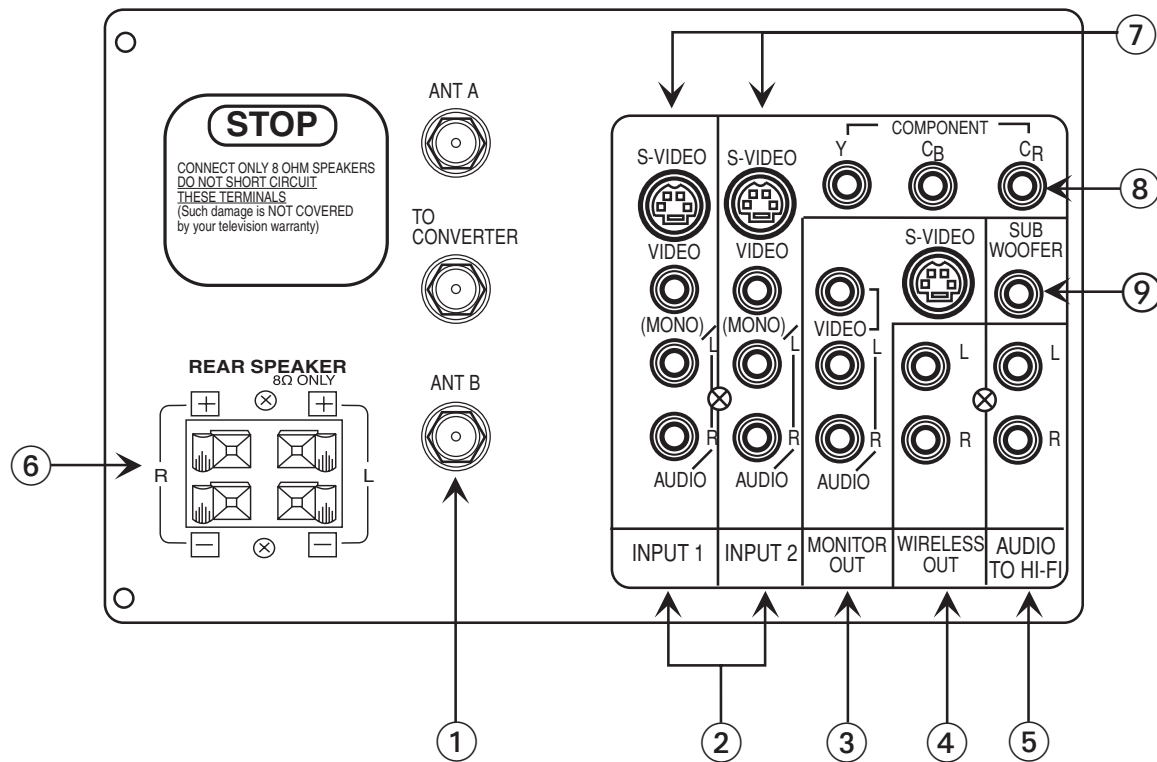 STOP
CONNECT ONLY 8 OHM SPEAKERS
DO NOT SHORT CIRCUIT
THESE TERMINALS
(Such damage is NOT COVERED
by your television warranty)
ANT A
TO
CONVERTER
ANT B
REAR SPEAKER
8Ω ONLY
+ +
R L
− −
7
COMPONENT
Y CB CR
8
S-VIDEO S-VIDEO
VIDEO VIDEO
S-VIDEO
SUB
WOOFER
9
(MONO) (MONO)
VIDEO
L L L L L
R R R R R
AUDIO AUDIO AUDIO
6
INPUT 1
INPUT 2
MONITOR
OUT
WIRELESS
OUT
AUDIO
TO HI-FI
1 2 3 4 5